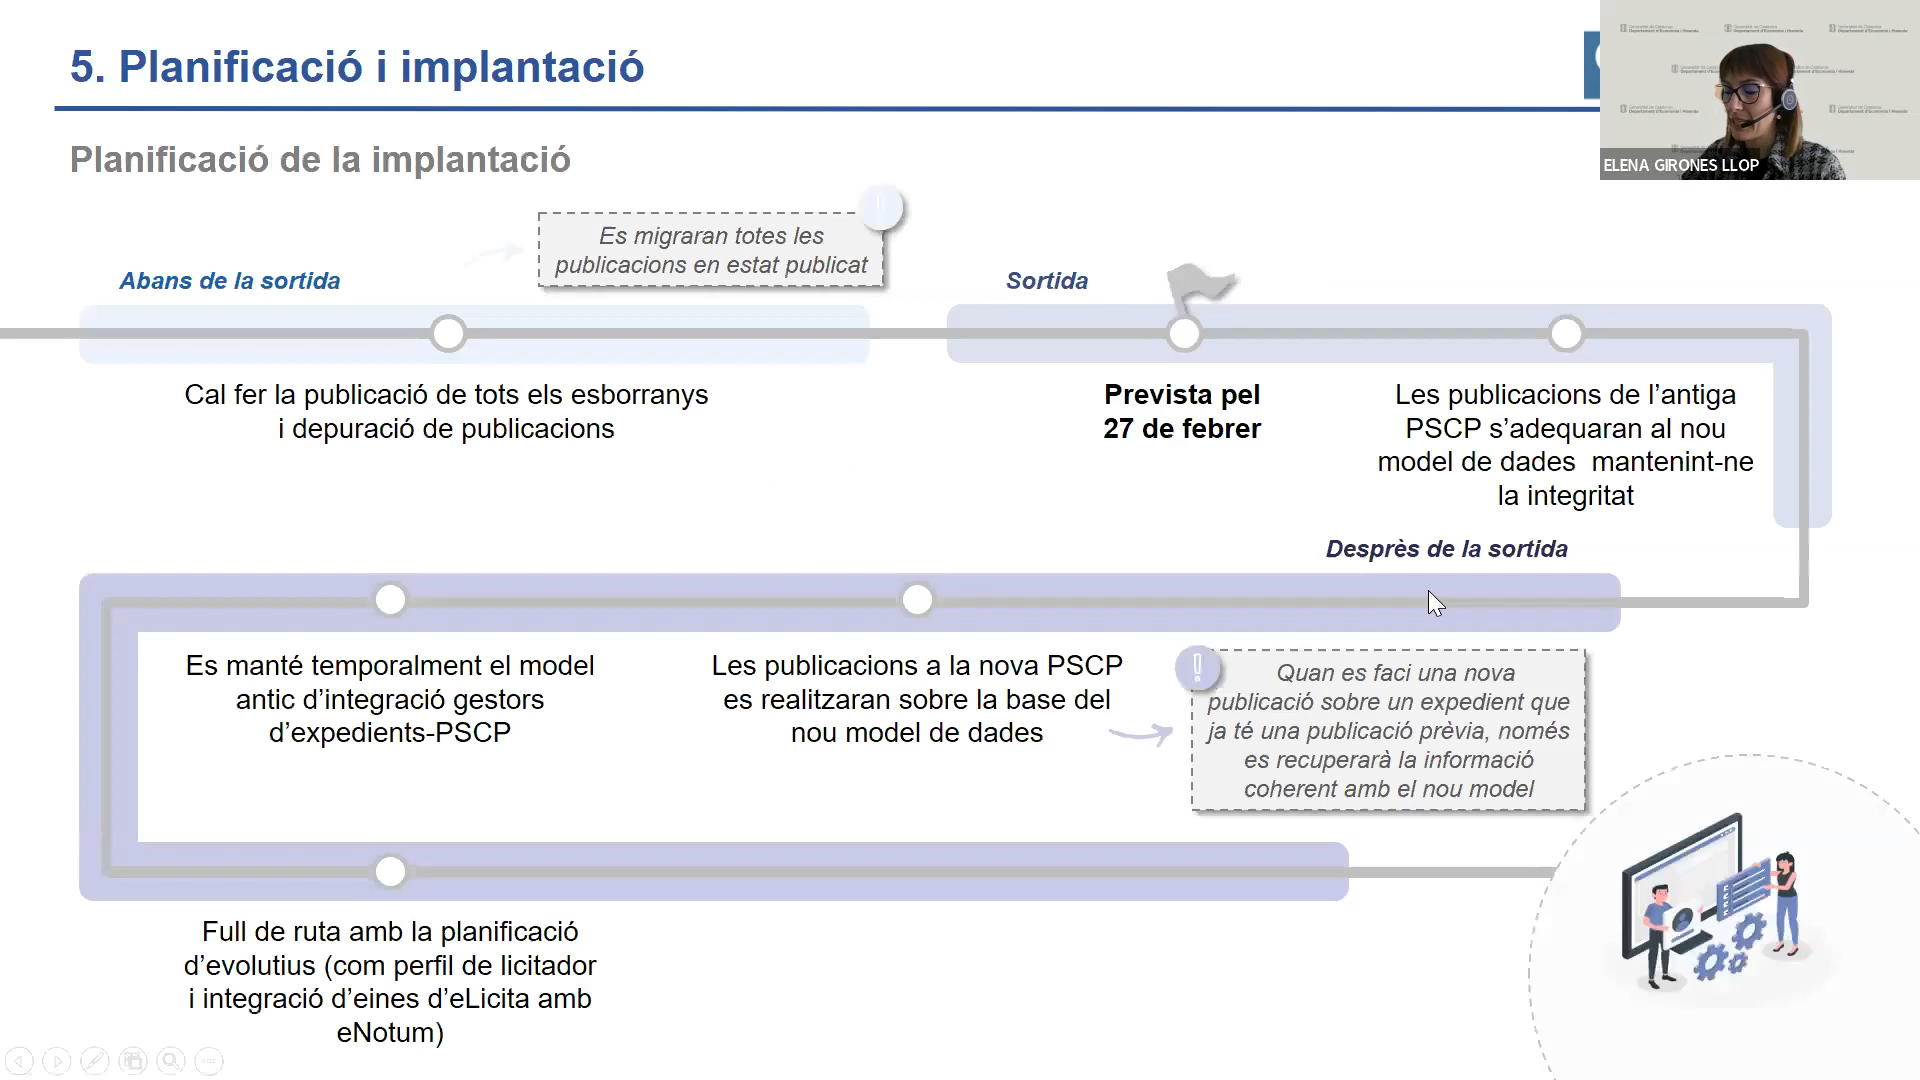 5. Planificació i implantació
ELENA GIRONES LLOP
Planificació de la implantació
Es migraran totes les
publicacions en estat publicat
Abans de la sortida
Sortida
Cal fer la publicació de tots els esborranys
i depuració de publicacions
Prevista pel
27 de febrer
Les publicacions de l’antiga
PSCP s’adequaran al nou
model de dades  mantenint-ne
la integritat
Desprès de la sortida
Es manté temporalment el model
antic d’integració gestors
d’expedients-PSCP
Les publicacions a la nova PSCP
es realitzaran sobre la base del
nou model de dades
Quan es faci una nova
publicació sobre un expedient que
ja té una publicació prèvia, només
es recuperarà la informació
coherent amb el nou model
Full de ruta amb la planificació
d’evolutius (com perfil de licitador
i integració d’eines d’eLicita amb
eNotum)